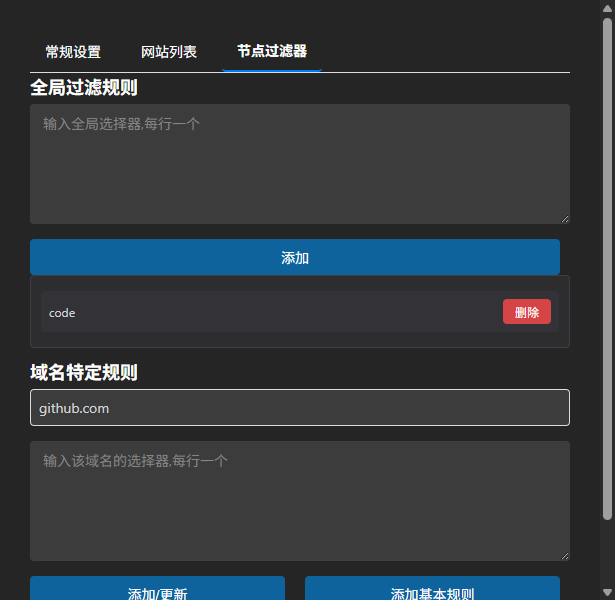 常规设置 网站列表 节点过滤器
全局过滤规则
输入全局选择器,每行一个
添加
code 删除
域名特定规则
github.com
输入该域名的选择器,每行一个
添加/更新 添加基本规则